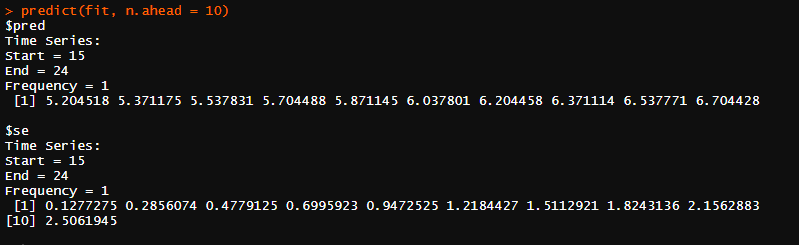 > predict(fit, n.ahead = 10)
$pred
Time Series:
Start = 15
End = 24
Frequency = 1
 [1] 5.204518 5.371175 5.537831 5.704488 5.871145 6.037801 6.204458 6.371114 6.537771 6.704428

$se
Time Series:
Start = 15
End = 24
Frequency = 1
 [1] 0.1277275 0.2856074 0.4779125 0.6995923 0.9472525 1.2184427 1.5112921 1.8243136 2.1562883
[10] 2.5061945